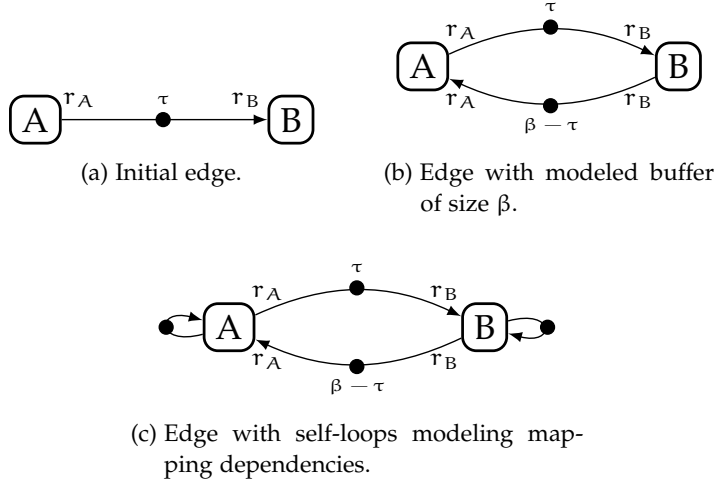 τ
r_A r_B
A B
r_A r_B
β − τ
τ
r_A r_B
A B
(a) Initial edge.
(b) Edge with modeled buffer
of size β.
τ
r_A r_B
A B
r_A r_B
β − τ
(c) Edge with self-loops modeling map-
ping dependencies.